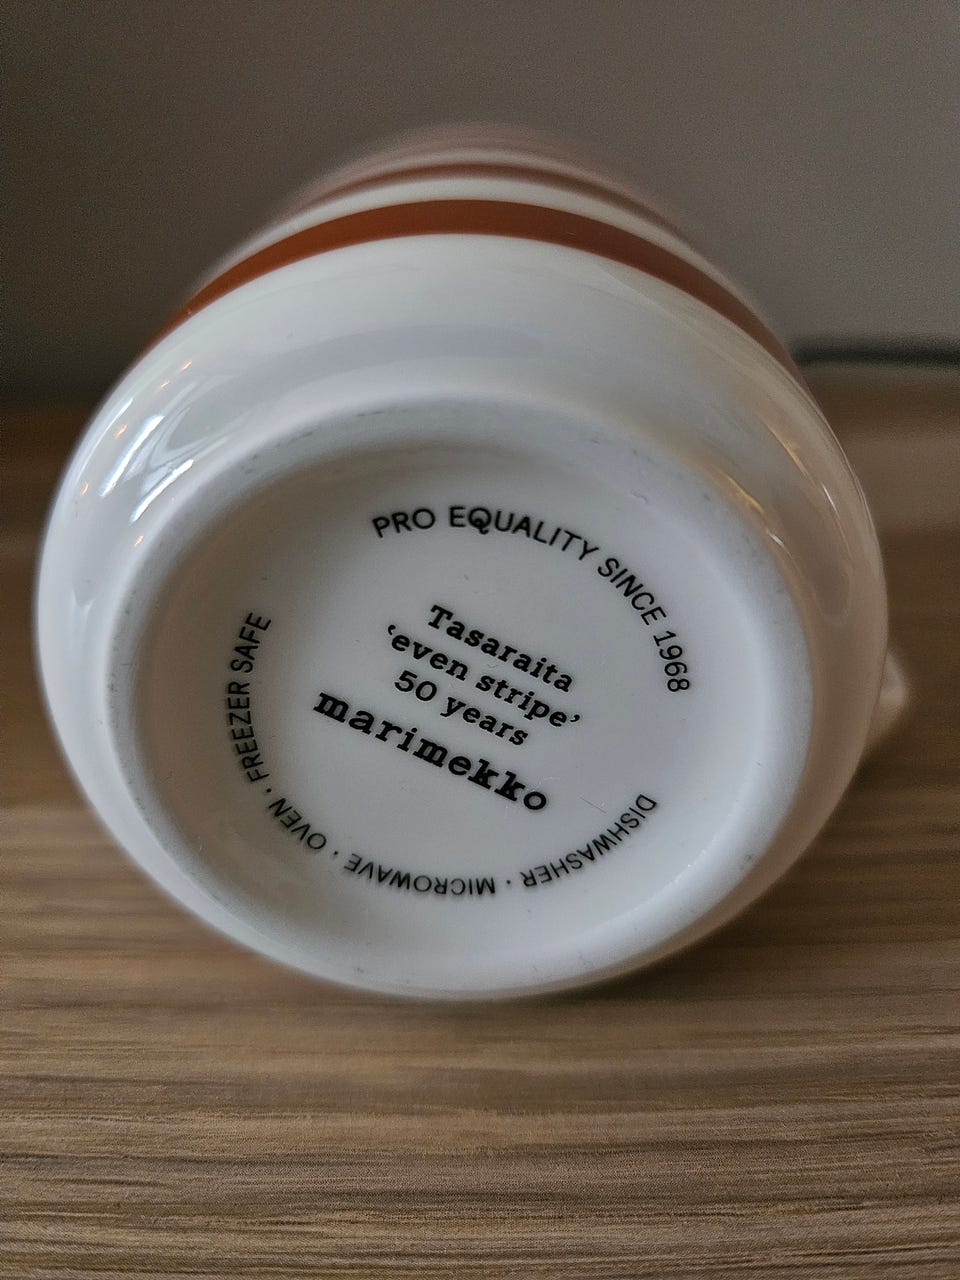 PRO EQUALITY SINCE 1968
Tasaraita
‘even stripe’
50 years
marimekko
DISHWASHER · MICROWAVE · OVEN · FREEZER SAFE